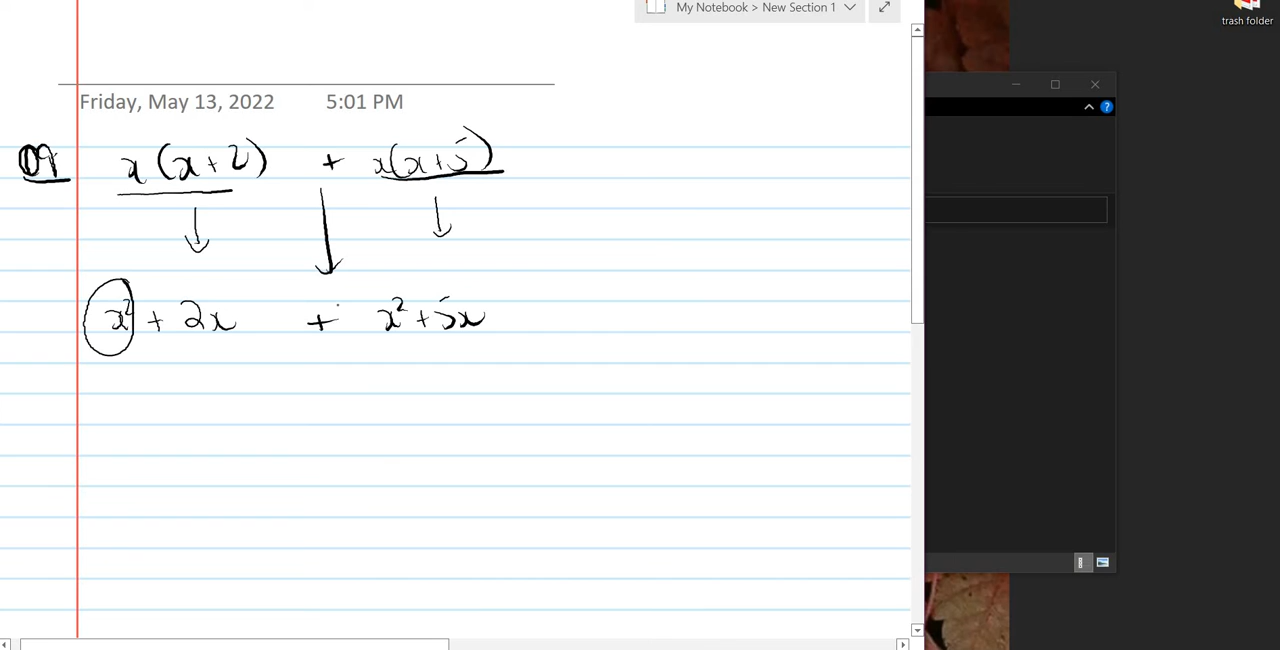 My Notebook > New Section 1
trash folder
Friday, May 13, 2022 5:01 PM
x(x+2) + x(x+5)
x² + 2x + x² + 5x